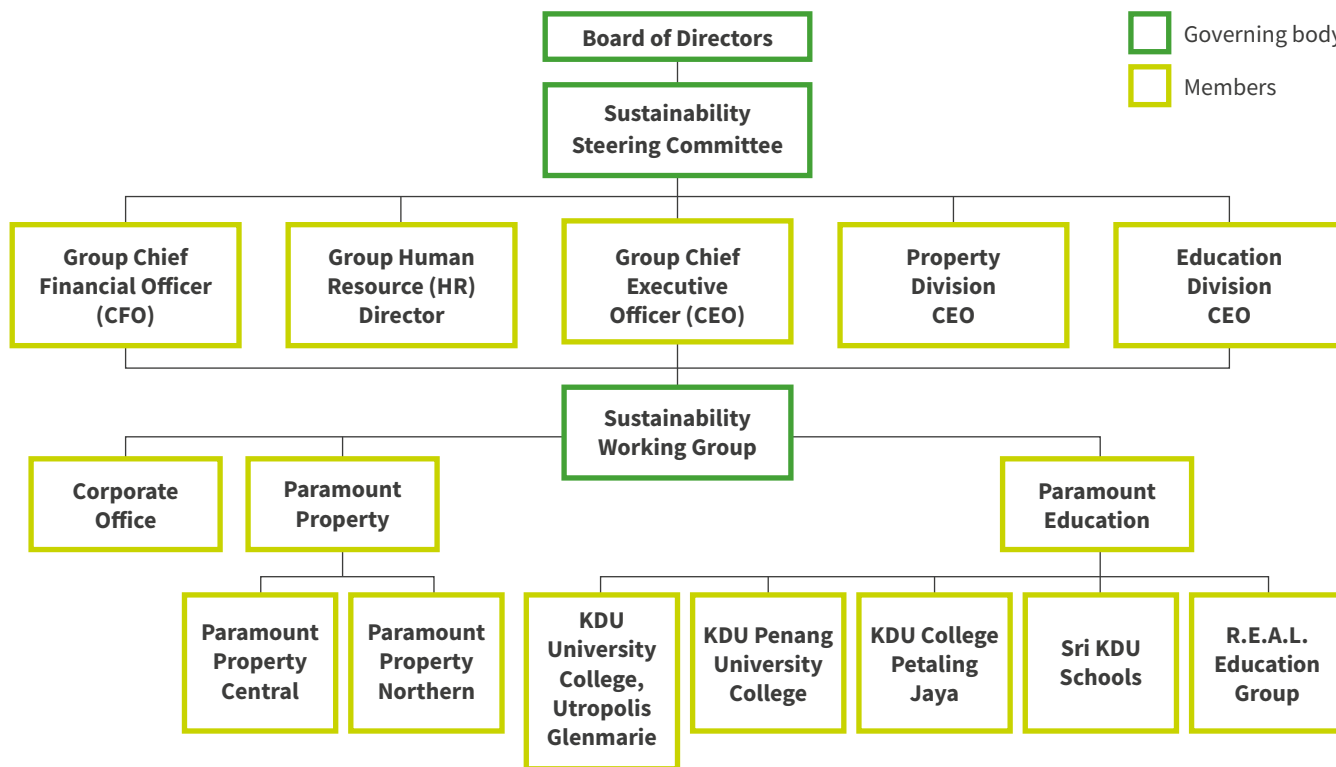 Board of Directors
Governing body
Members
Sustainability
Steering Committee
Group Chief
Financial Officer
(CFO)
Group Human
Resource (HR)
Director
Group Chief
Executive
Officer (CEO)
Property
Division
CEO
Education
Division
CEO
Sustainability
Working Group
Corporate
Office
Paramount
Property
Paramount
Education
Paramount
Property
Central
Paramount
Property
Northern
KDU
University
College,
Utropolis
Glenmarie
KDU Penang
University
College
KDU College
Petaling
Jaya
Sri KDU
Schools
R.E.A.L.
Education
Group